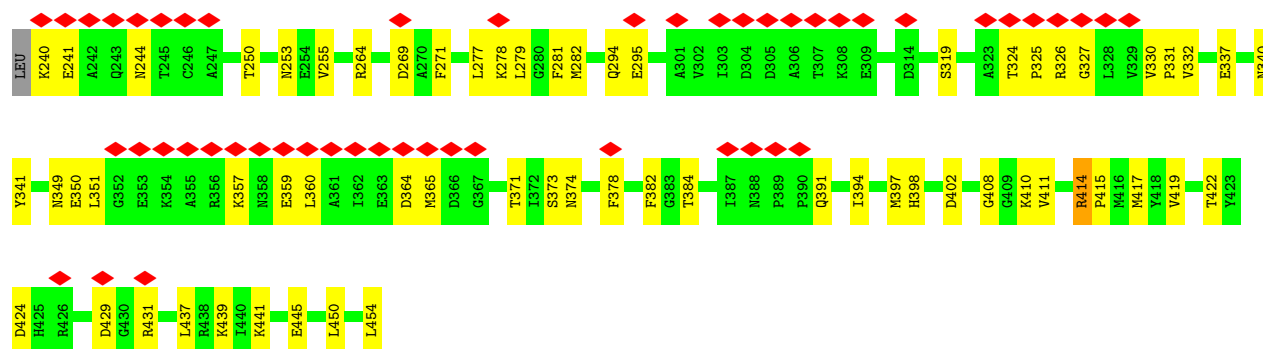 LEU K240 E241 A242 Q243 N244 T245 C246 A247 T250 N253 E254 V255 R264 D269 A270 F271 L277 K278 L279 G280 F281 M282 Q294 E295 A301 V302 I303 D304 D305 A306 T307 K308 E309 D314 S319 A323 T324 P325 R326 G327 L328 V329 V330 P331 V332 E337 N340
Y341 N349 E350 L351 G352 E353 K354 A355 R356 K357 N358 E359 L360 A361 I362 E363 D364 M365 D366 G367 T371 I372 S373 N374 F378 F382 G383 T384 I387 N388 P389 P390 Q391 I394 M397 H398 D402 G408 G409 K410 V411 R414 P415 M416 M417 Y418 V419 T422 Y423
D424 H425 R426 D429 G430 R431 L437 R438 K439 I440 K441 E445 L450 L454